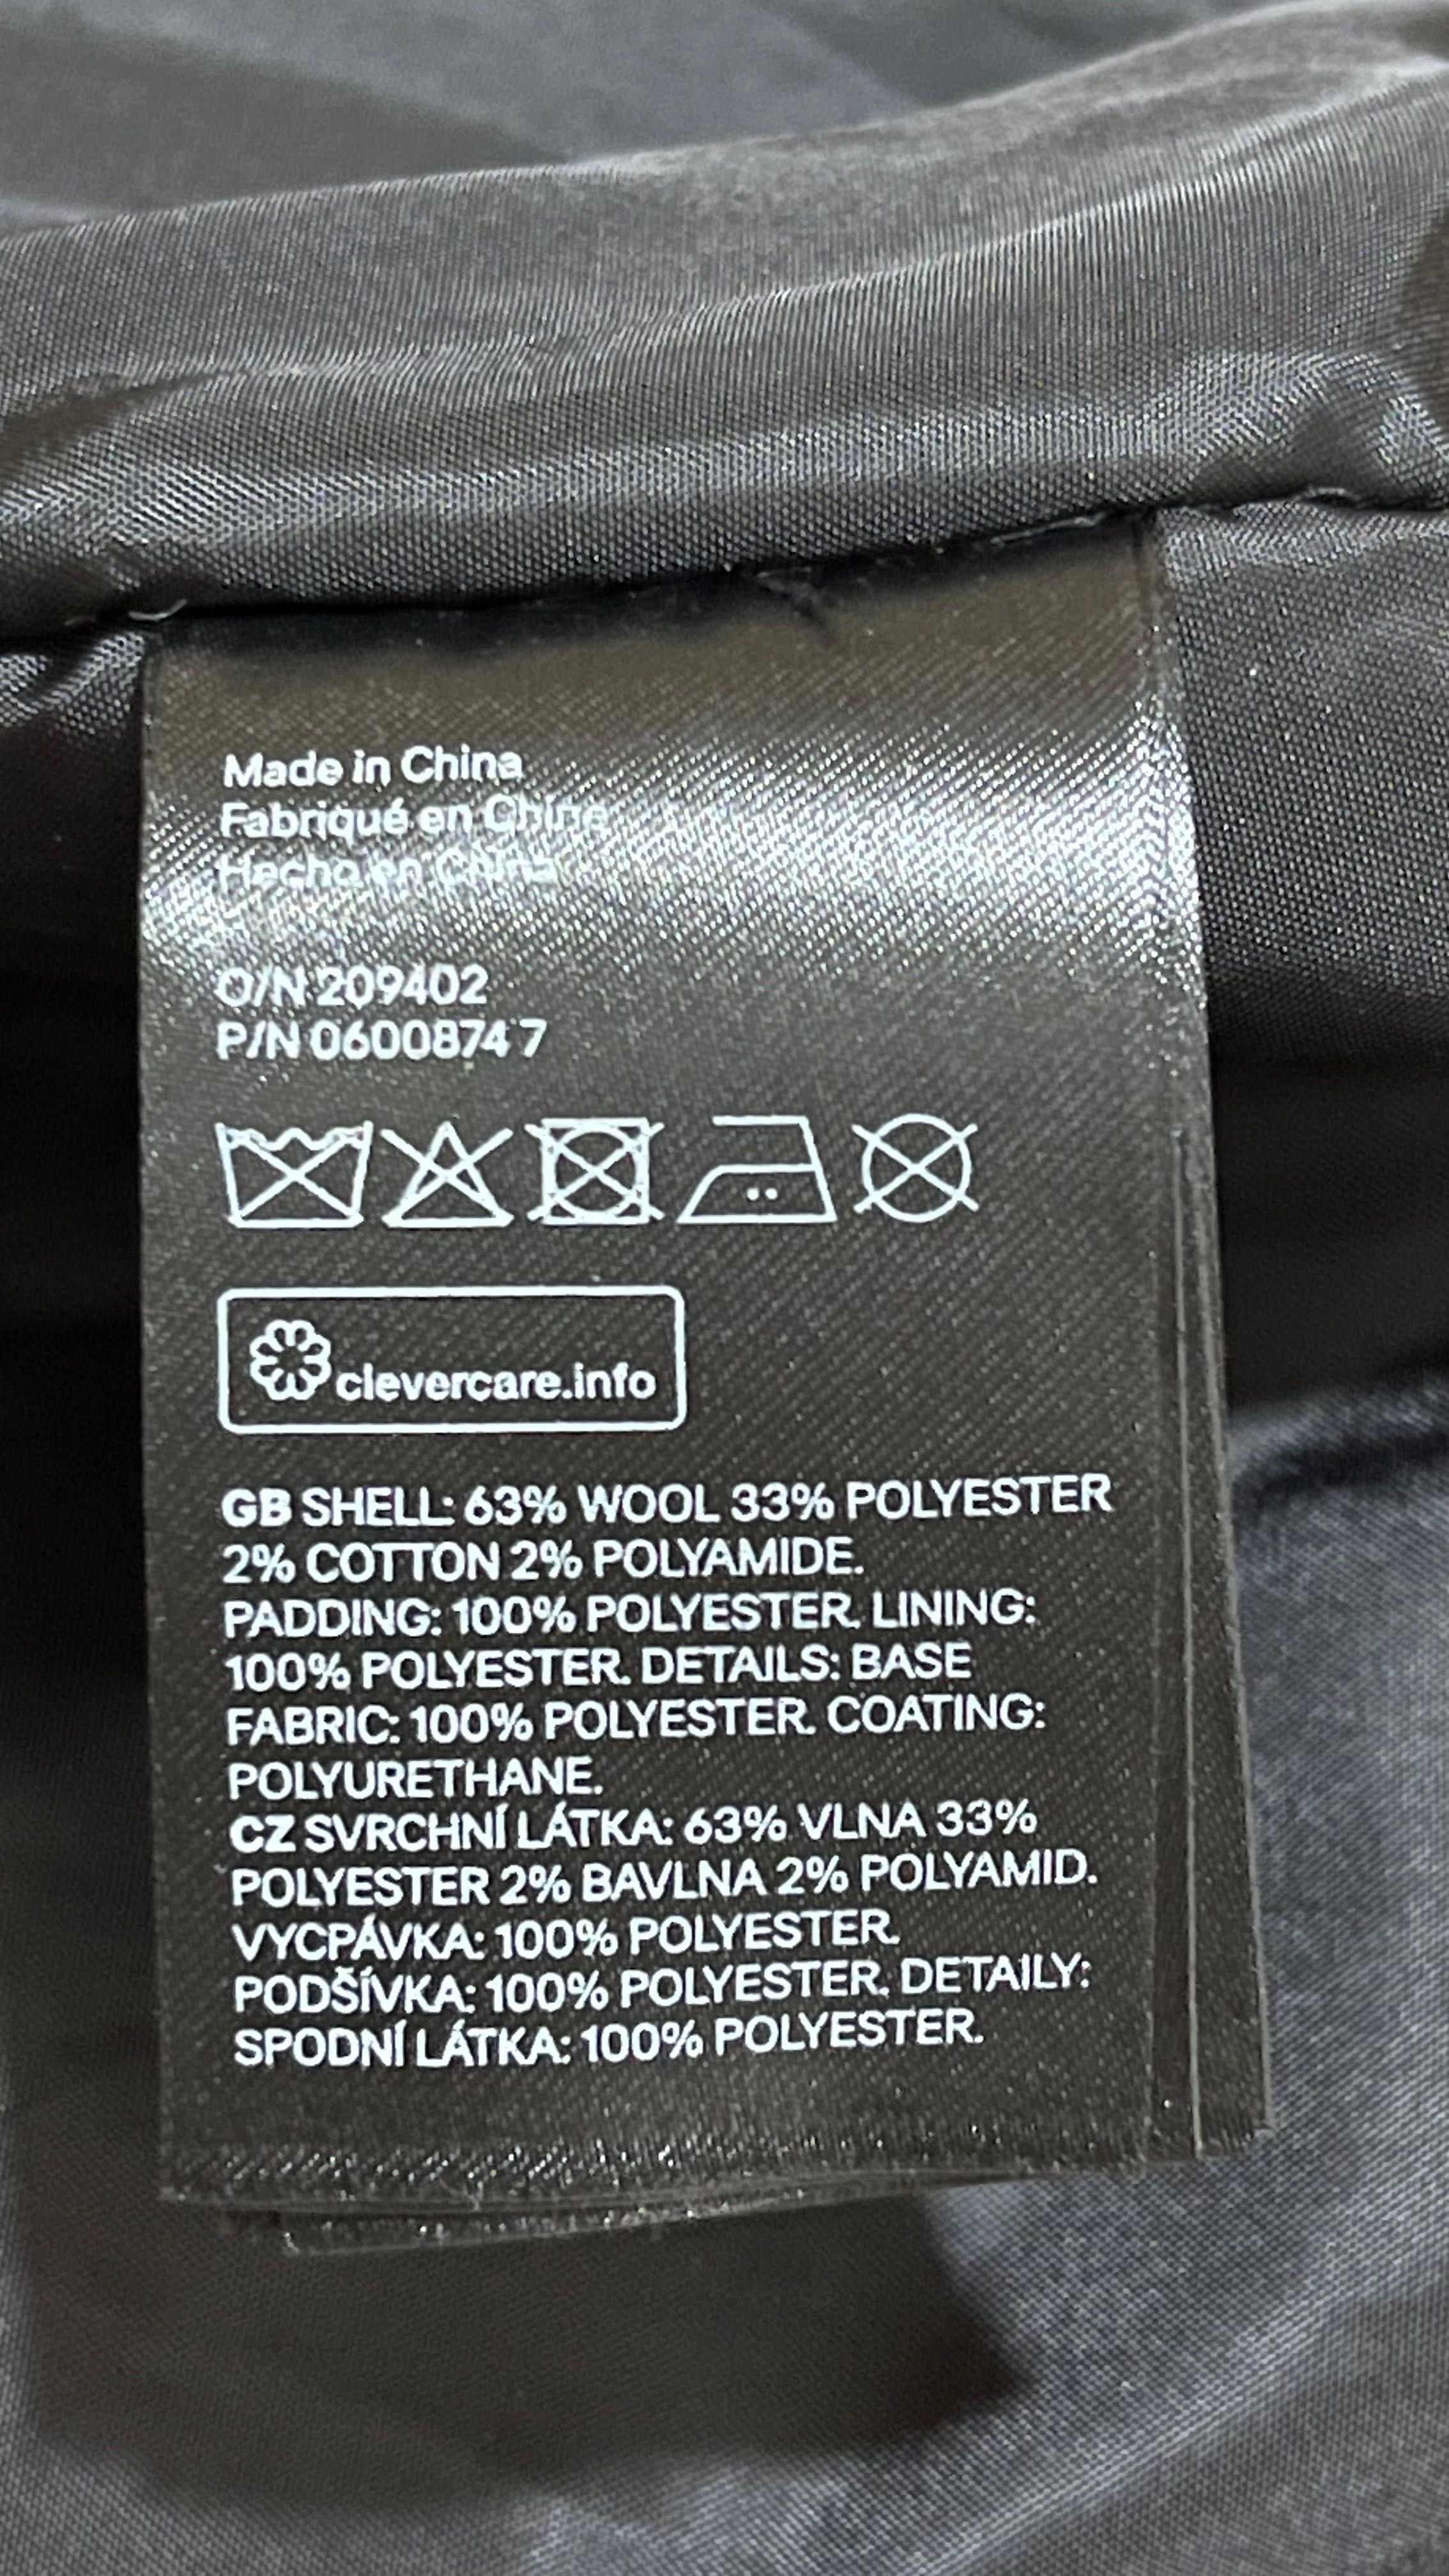 Made in China
Fabriqué en Chine
Hecho en China
O/N 209402
P/N 06008747
clevercare.info
GB SHELL: 63% WOOL 33% POLYESTER
2% COTTON 2% POLYAMIDE.
PADDING: 100% POLYESTER. LINING:
100% POLYESTER. DETAILS: BASE
FABRIC: 100% POLYESTER. COATING:
POLYURETHANE.
CZ SVRCHNÍ LÁTKA: 63% VLNA 33%
POLYESTER 2% BAVLNA 2% POLYAMID.
VYCPÁVKA: 100% POLYESTER.
PODŠÍVKA: 100% POLYESTER. DETAILY:
SPODNÍ LÁTKA: 100% POLYESTER.